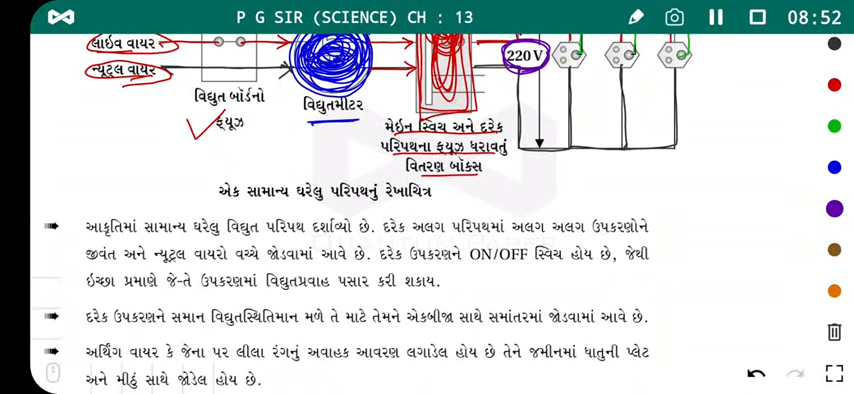 P G SIR (SCIENCE) CH : 13
08:52
લાઇવ વાયર
ન્યૂટ્રલ વાયર
220 V
વિદ્યુત બૉર્ડનો
ફ્યૂઝ
વિદ્યુતમીટર
મેઇન સ્વિચ અને દરેક
પરિપથના ફ્યૂઝ ધરાવતું
વિતરણ બૉક્સ
એક સામાન્ય ઘરેલુ પરિપથનું રેખાચિત્ર
આકૃતિમાં સામાન્ય ઘરેલુ વિદ્યુત પરિપથ દર્શાવ્યો છે. દરેક અલગ પરિપથમાં અલગ અલગ ઉપકરણોને
જીવંત અને ન્યૂટ્રલ વાયરો વચ્ચે જોડવામાં આવે છે. દરેક ઉપકરણને ON/OFF સ્વિચ હોય છે, જેથી
ઇચ્છા પ્રમાણે જે-તે ઉપકરણમાં વિદ્યુતપ્રવાહ પસાર કરી શકાય.
દરેક ઉપકરણને સમાન વિદ્યુતસ્થિતિમાન મળે તે માટે તેમને એકબીજા સાથે સમાંતરમાં જોડવામાં આવે છે.
અર્થિંગ વાયર કે જેના પર લીલા રંગનું અવાહક આવરણ લગાડેલ હોય છે તેને જમીનમાં ધાતુની પ્લેટ
અને મીઠું સાથે જોડેલ હોય છે.